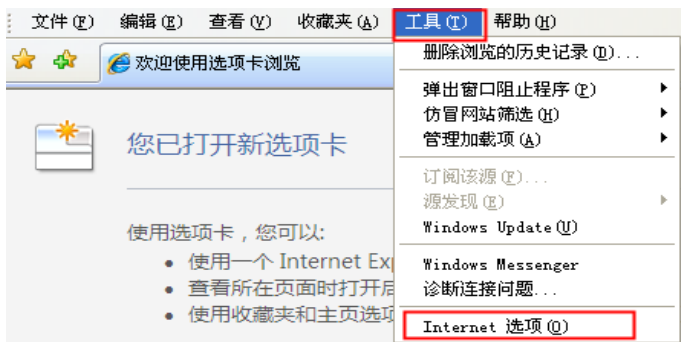 文件(F) 编辑(E) 查看(V) 收藏夹(A) 工具(T) 帮助(H)
欢迎使用选项卡浏览
您已打开新选项卡
使用选项卡，您可以:
• 使用一个 Internet Ex
• 查看所在页面时打开
• 使用收藏夹和主页选项
删除浏览的历史记录(D)...
弹出窗口阻止程序(P)
仿冒网站筛选(H)
管理加载项(A)
订阅该源(F)...
源发现(E)
Windows Update(U)
Windows Messenger
诊断连接问题...
Internet 选项(O)